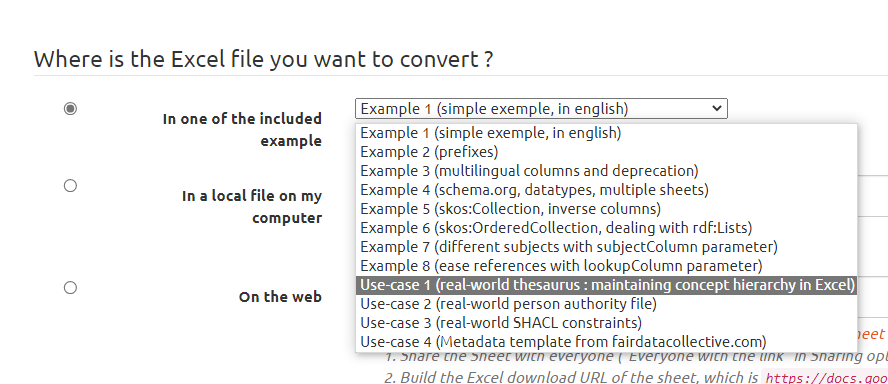 Where is the Excel file you want to convert ?
In one of the included
example
Example 1 (simple exemple, in english)
Example 1 (simple exemple, in english)
Example 2 (prefixes)
Example 3 (multilingual columns and deprecation)
Example 4 (schema.org, datatypes, multiple sheets)
Example 5 (skos:Collection, inverse columns)
Example 6 (skos:OrderedCollection, dealing with rdf:Lists)
Example 7 (different subjects with subjectColumn parameter)
Example 8 (ease references with lookupColumn parameter)
Use-case 1 (real-world thesaurus : maintaining concept hierarchy in Excel)
Use-case 2 (real-world person authority file)
Use-case 3 (real-world SHACL constraints)
Use-case 4 (Metadata template from fairdatacollective.com)
In a local file on my
computer
On the web
heet
1. Share the Sheet with everyone ("Everyone with the link" in Sharing opt
2. Build the Excel download URL of the sheet, which is https://docs.goo